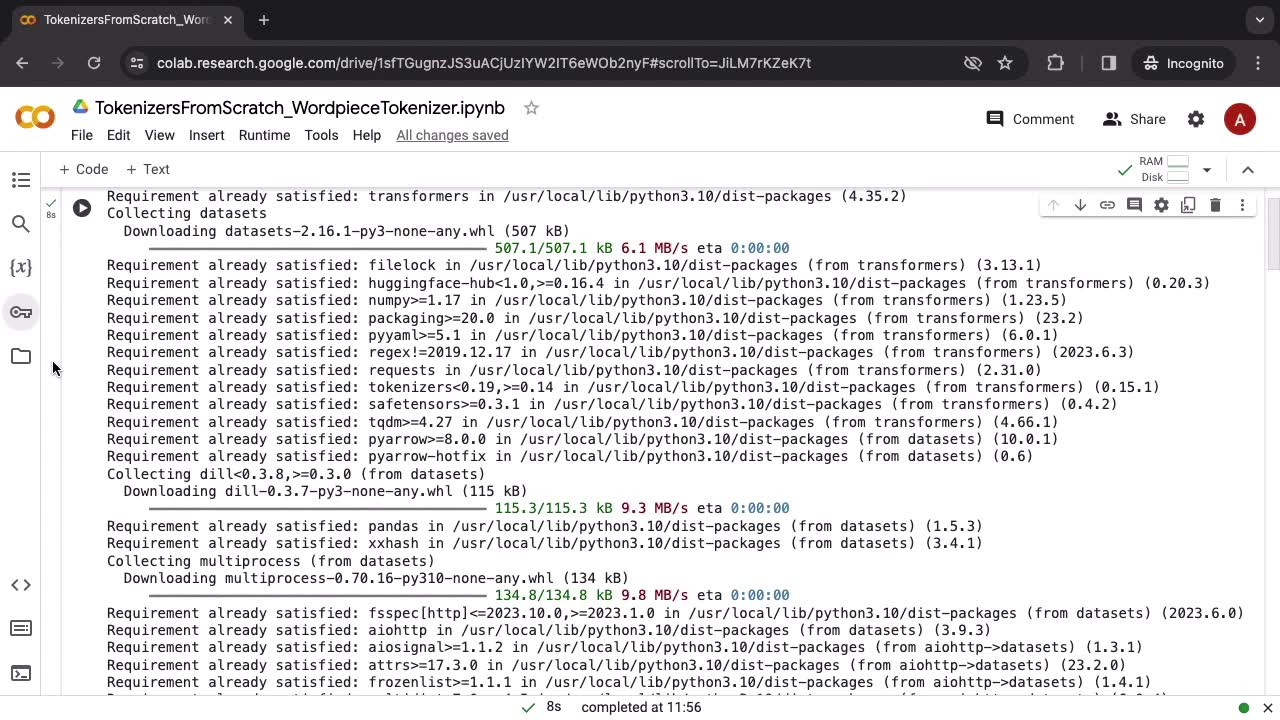 TokenizersFromScratch_Wor
colab.research.google.com/drive/1sfTGugnzJS3uACjUzIYW2IT6eWOb2nyF#scrollTo=JiLM7rKZeK7t
Incognito
TokenizersFromScratch_WordpieceTokenizer.ipynb
Comment
Share
A
File Edit View Insert Runtime Tools Help All changes saved
+ Code + Text
RAM
Disk
8s
Requirement already satisfied: transformers in /usr/local/lib/python3.10/dist-packages (4.35.2)
Collecting datasets
Downloading datasets-2.16.1-py3-none-any.whl (507 kB)
507.1/507.1 kB 6.1 MB/s eta 0:00:00
Requirement already satisfied: filelock in /usr/local/lib/python3.10/dist-packages (from transformers) (3.13.1)
Requirement already satisfied: huggingface-hub<1.0,>=0.16.4 in /usr/local/lib/python3.10/dist-packages (from transformers) (0.20.3)
Requirement already satisfied: numpy>=1.17 in /usr/local/lib/python3.10/dist-packages (from transformers) (1.23.5)
Requirement already satisfied: packaging>=20.0 in /usr/local/lib/python3.10/dist-packages (from transformers) (23.2)
Requirement already satisfied: pyyaml>=5.1 in /usr/local/lib/python3.10/dist-packages (from transformers) (6.0.1)
Requirement already satisfied: regex!=2019.12.17 in /usr/local/lib/python3.10/dist-packages (from transformers) (2023.6.3)
Requirement already satisfied: requests in /usr/local/lib/python3.10/dist-packages (from transformers) (2.31.0)
Requirement already satisfied: tokenizers<0.19,>=0.14 in /usr/local/lib/python3.10/dist-packages (from transformers) (0.15.1)
Requirement already satisfied: safetensors>=0.3.1 in /usr/local/lib/python3.10/dist-packages (from transformers) (0.4.2)
Requirement already satisfied: tqdm>=4.27 in /usr/local/lib/python3.10/dist-packages (from transformers) (4.66.1)
Requirement already satisfied: pyarrow>=8.0.0 in /usr/local/lib/python3.10/dist-packages (from datasets) (10.0.1)
Requirement already satisfied: pyarrow-hotfix in /usr/local/lib/python3.10/dist-packages (from datasets) (0.6)
Collecting dill<0.3.8,>=0.3.0 (from datasets)
Downloading dill-0.3.7-py3-none-any.whl (115 kB)
115.3/115.3 kB 9.3 MB/s eta 0:00:00
Requirement already satisfied: pandas in /usr/local/lib/python3.10/dist-packages (from datasets) (1.5.3)
Requirement already satisfied: xxhash in /usr/local/lib/python3.10/dist-packages (from datasets) (3.4.1)
Collecting multiprocess (from datasets)
Downloading multiprocess-0.70.16-py310-none-any.whl (134 kB)
134.8/134.8 kB 9.8 MB/s eta 0:00:00
Requirement already satisfied: fsspec[http]<=2023.10.0,>=2023.1.0 in /usr/local/lib/python3.10/dist-packages (from datasets) (2023.6.0)
Requirement already satisfied: aiohttp in /usr/local/lib/python3.10/dist-packages (from datasets) (3.9.3)
Requirement already satisfied: aiosignal>=1.1.2 in /usr/local/lib/python3.10/dist-packages (from aiohttp->datasets) (1.3.1)
Requirement already satisfied: attrs>=17.3.0 in /usr/local/lib/python3.10/dist-packages (from aiohttp->datasets) (23.2.0)
Requirement already satisfied: frozenlist>=1.1.1 in /usr/local/lib/python3.10/dist-packages (from aiohttp->datasets) (1.4.1)
8s completed at 11:56